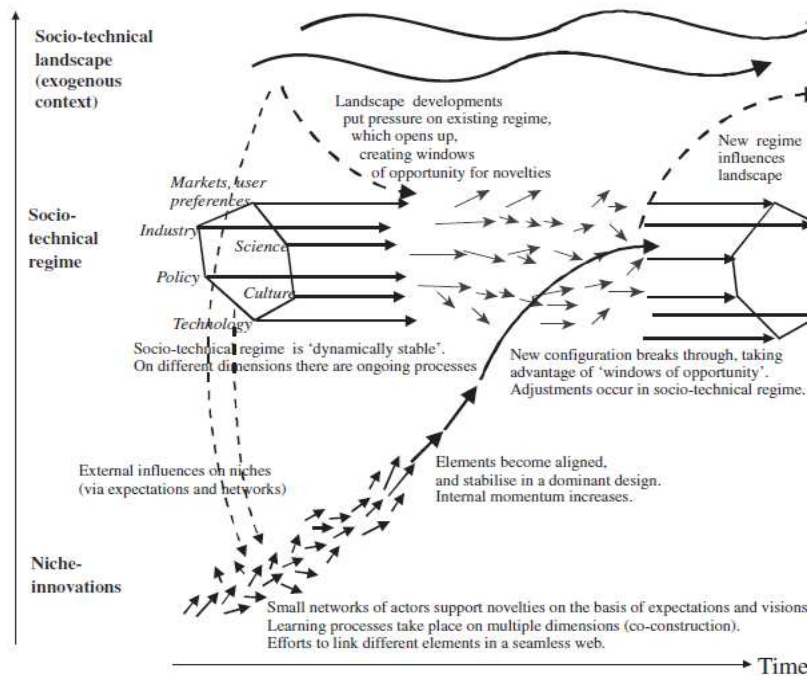 Socio-technical
landscape
(exogenous
context)
Landscape developments
put pressure on existing regime,
which opens up,
creating windows
of opportunity for novelties
New regime
influences
landscape
Markets, user
preferences
Socio-
technical
regime
Industry
Science
Policy
Culture
Technology
Socio-technical regime is ‘dynamically stable’.
On different dimensions there are ongoing processes
New configuration breaks through, taking
advantage of ‘windows of opportunity’.
Adjustments occur in socio-technical regime.
External influences on niches
(via expectations and networks)
Elements become aligned,
and stabilise in a dominant design.
Internal momentum increases.
Niche-
innovations
Small networks of actors support novelties on the basis of expectations and visions
Learning processes take place on multiple dimensions (co-construction).
Efforts to link different elements in a seamless web.
Time